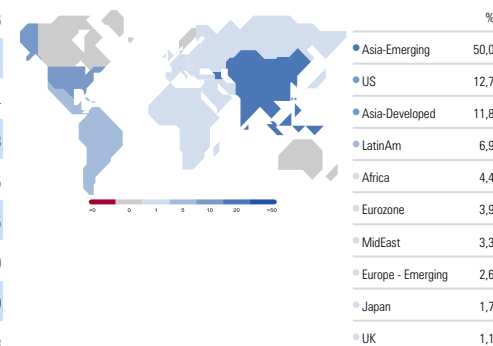 %
Asia-Emerging 50,0
US 12,7
Asia-Developed 11,8
LatinAm 6,9
Africa 4,4
Eurozone 3,9
MidEast 3,3
Europe - Emerging 2,6
Japan 1,7
UK 1,1
<0 0 1 5 10 20 >50